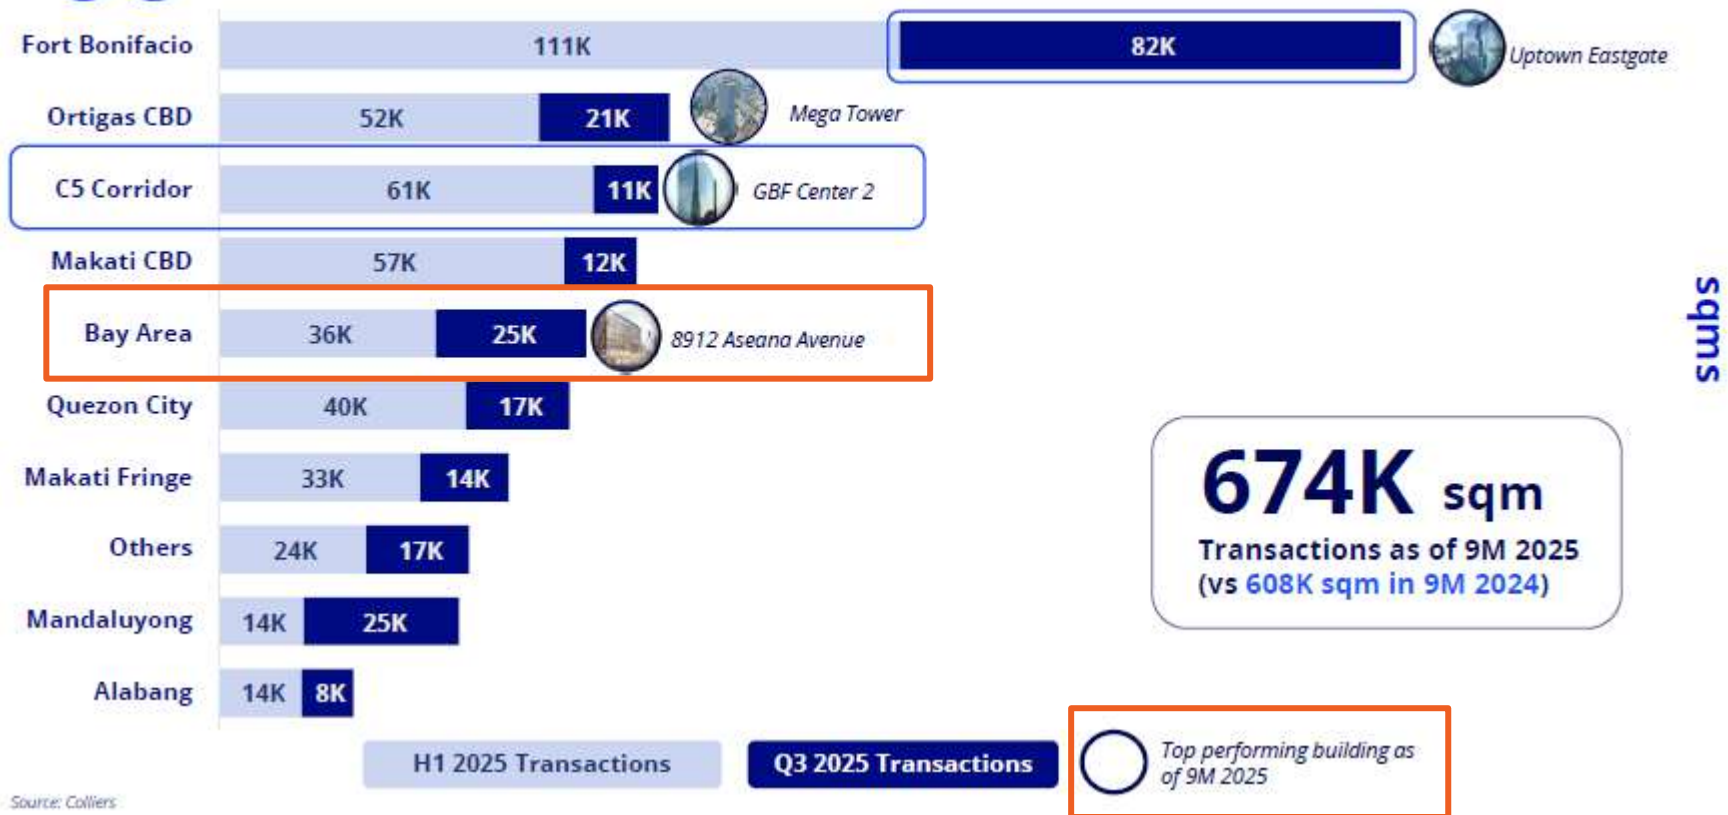 Fort Bonifacio 111K 82K Uptown Eastgate
Ortigas CBD 52K 21K Mega Tower
C5 Corridor 61K 11K GBF Center 2
Makati CBD 57K 12K
Bay Area 36K 25K 8912 Aseana Avenue
Quezon City 40K 17K
Makati Fringe 33K 14K
Others 24K 17K
Mandaluyong 14K 25K
Alabang 14K 8K
sqms
674K sqm
Transactions as of 9M 2025
(vs 608K sqm in 9M 2024)
H1 2025 Transactions
Q3 2025 Transactions
Top performing building as
of 9M 2025
Source: Colliers